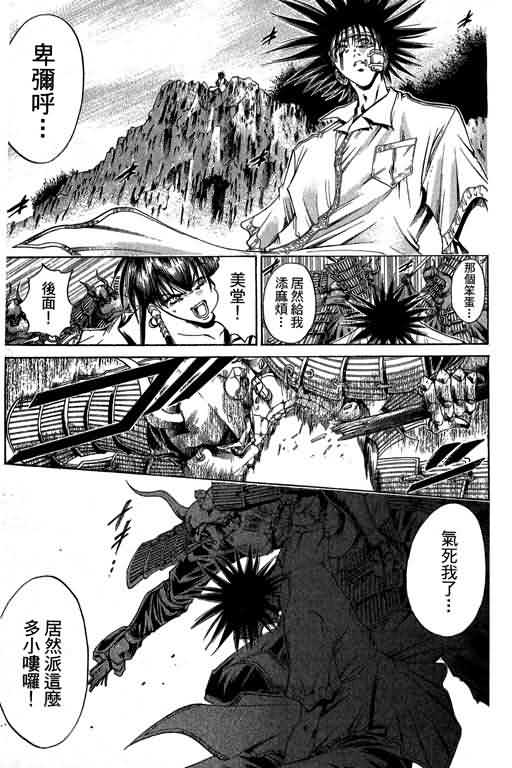 卑彌呼…
那個笨蛋…
居然給我
添麻煩…
美堂！
後面！
氣死我了…
居然派這麼
多小嘍囉！